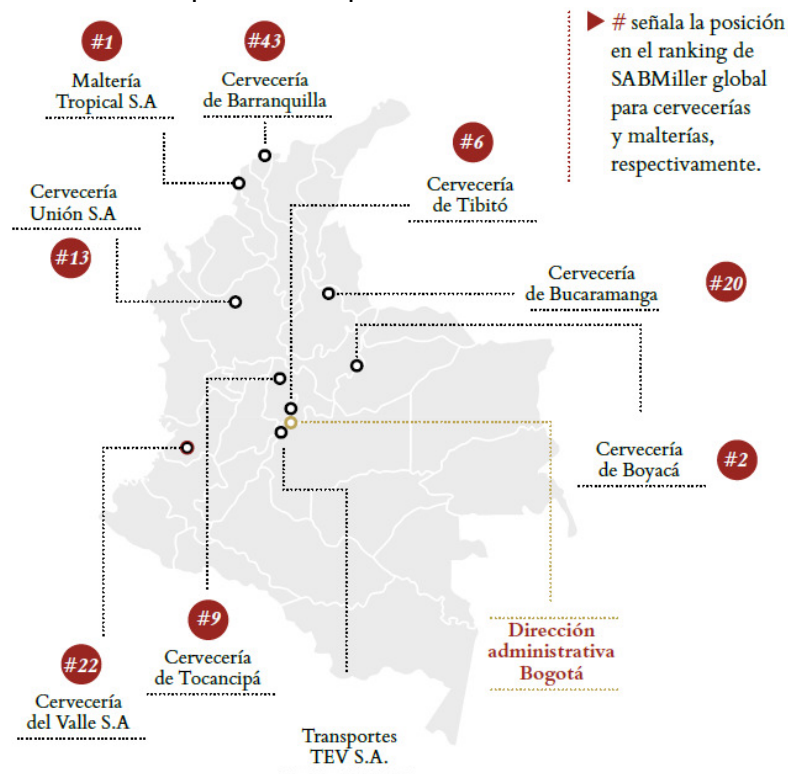 #1
Maltería
Tropical S.A
#43
Cervecería
de Barranquilla
# señala la posición
en el ranking de
SABMiller global
para cervecerías
y malterías,
respectivamente.
#6
Cervecería
de Tibitó
Cervecería
Unión S.A
#13
Cervecería
de Bucaramanga
#20
Cervecería
de Boyacá
#2
#9
Cervecería
de Tocancipá
Dirección
administrativa
Bogotá
#22
Cervecería
del Valle S.A
Transportes
TEV S.A.